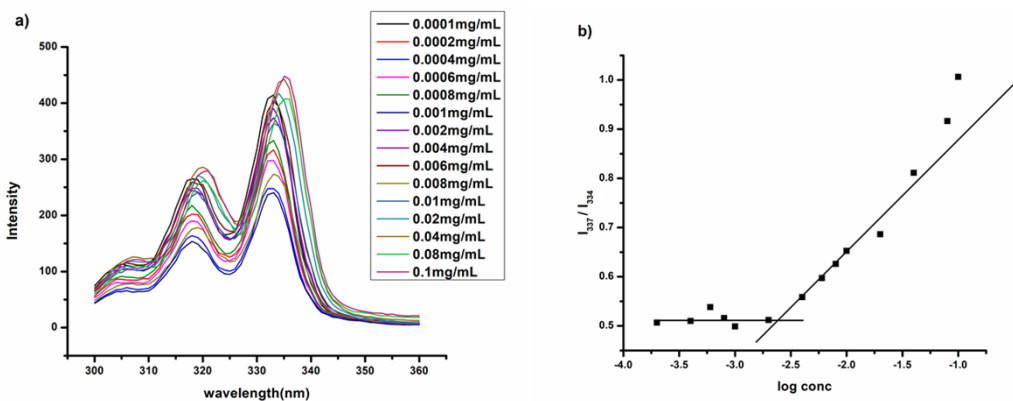 a)
0.0001mg/mL
0.0002mg/mL
0.0004mg/mL
0.0006mg/mL
0.0008mg/mL
0.001mg/mL
0.002mg/mL
0.004mg/mL
0.006mg/mL
0.008mg/mL
0.01mg/mL
0.02mg/mL
0.04mg/mL
0.08mg/mL
0.1mg/mL
500
400
300
200
100
0
Intensity
300 310 320 330 340 350 360
wavelength(nm)
b)
1.0
0.9
0.8
0.7
0.6
0.5
I337 / I334
-4.0 -3.5 -3.0 -2.5 -2.0 -1.5 -1.0
log conc